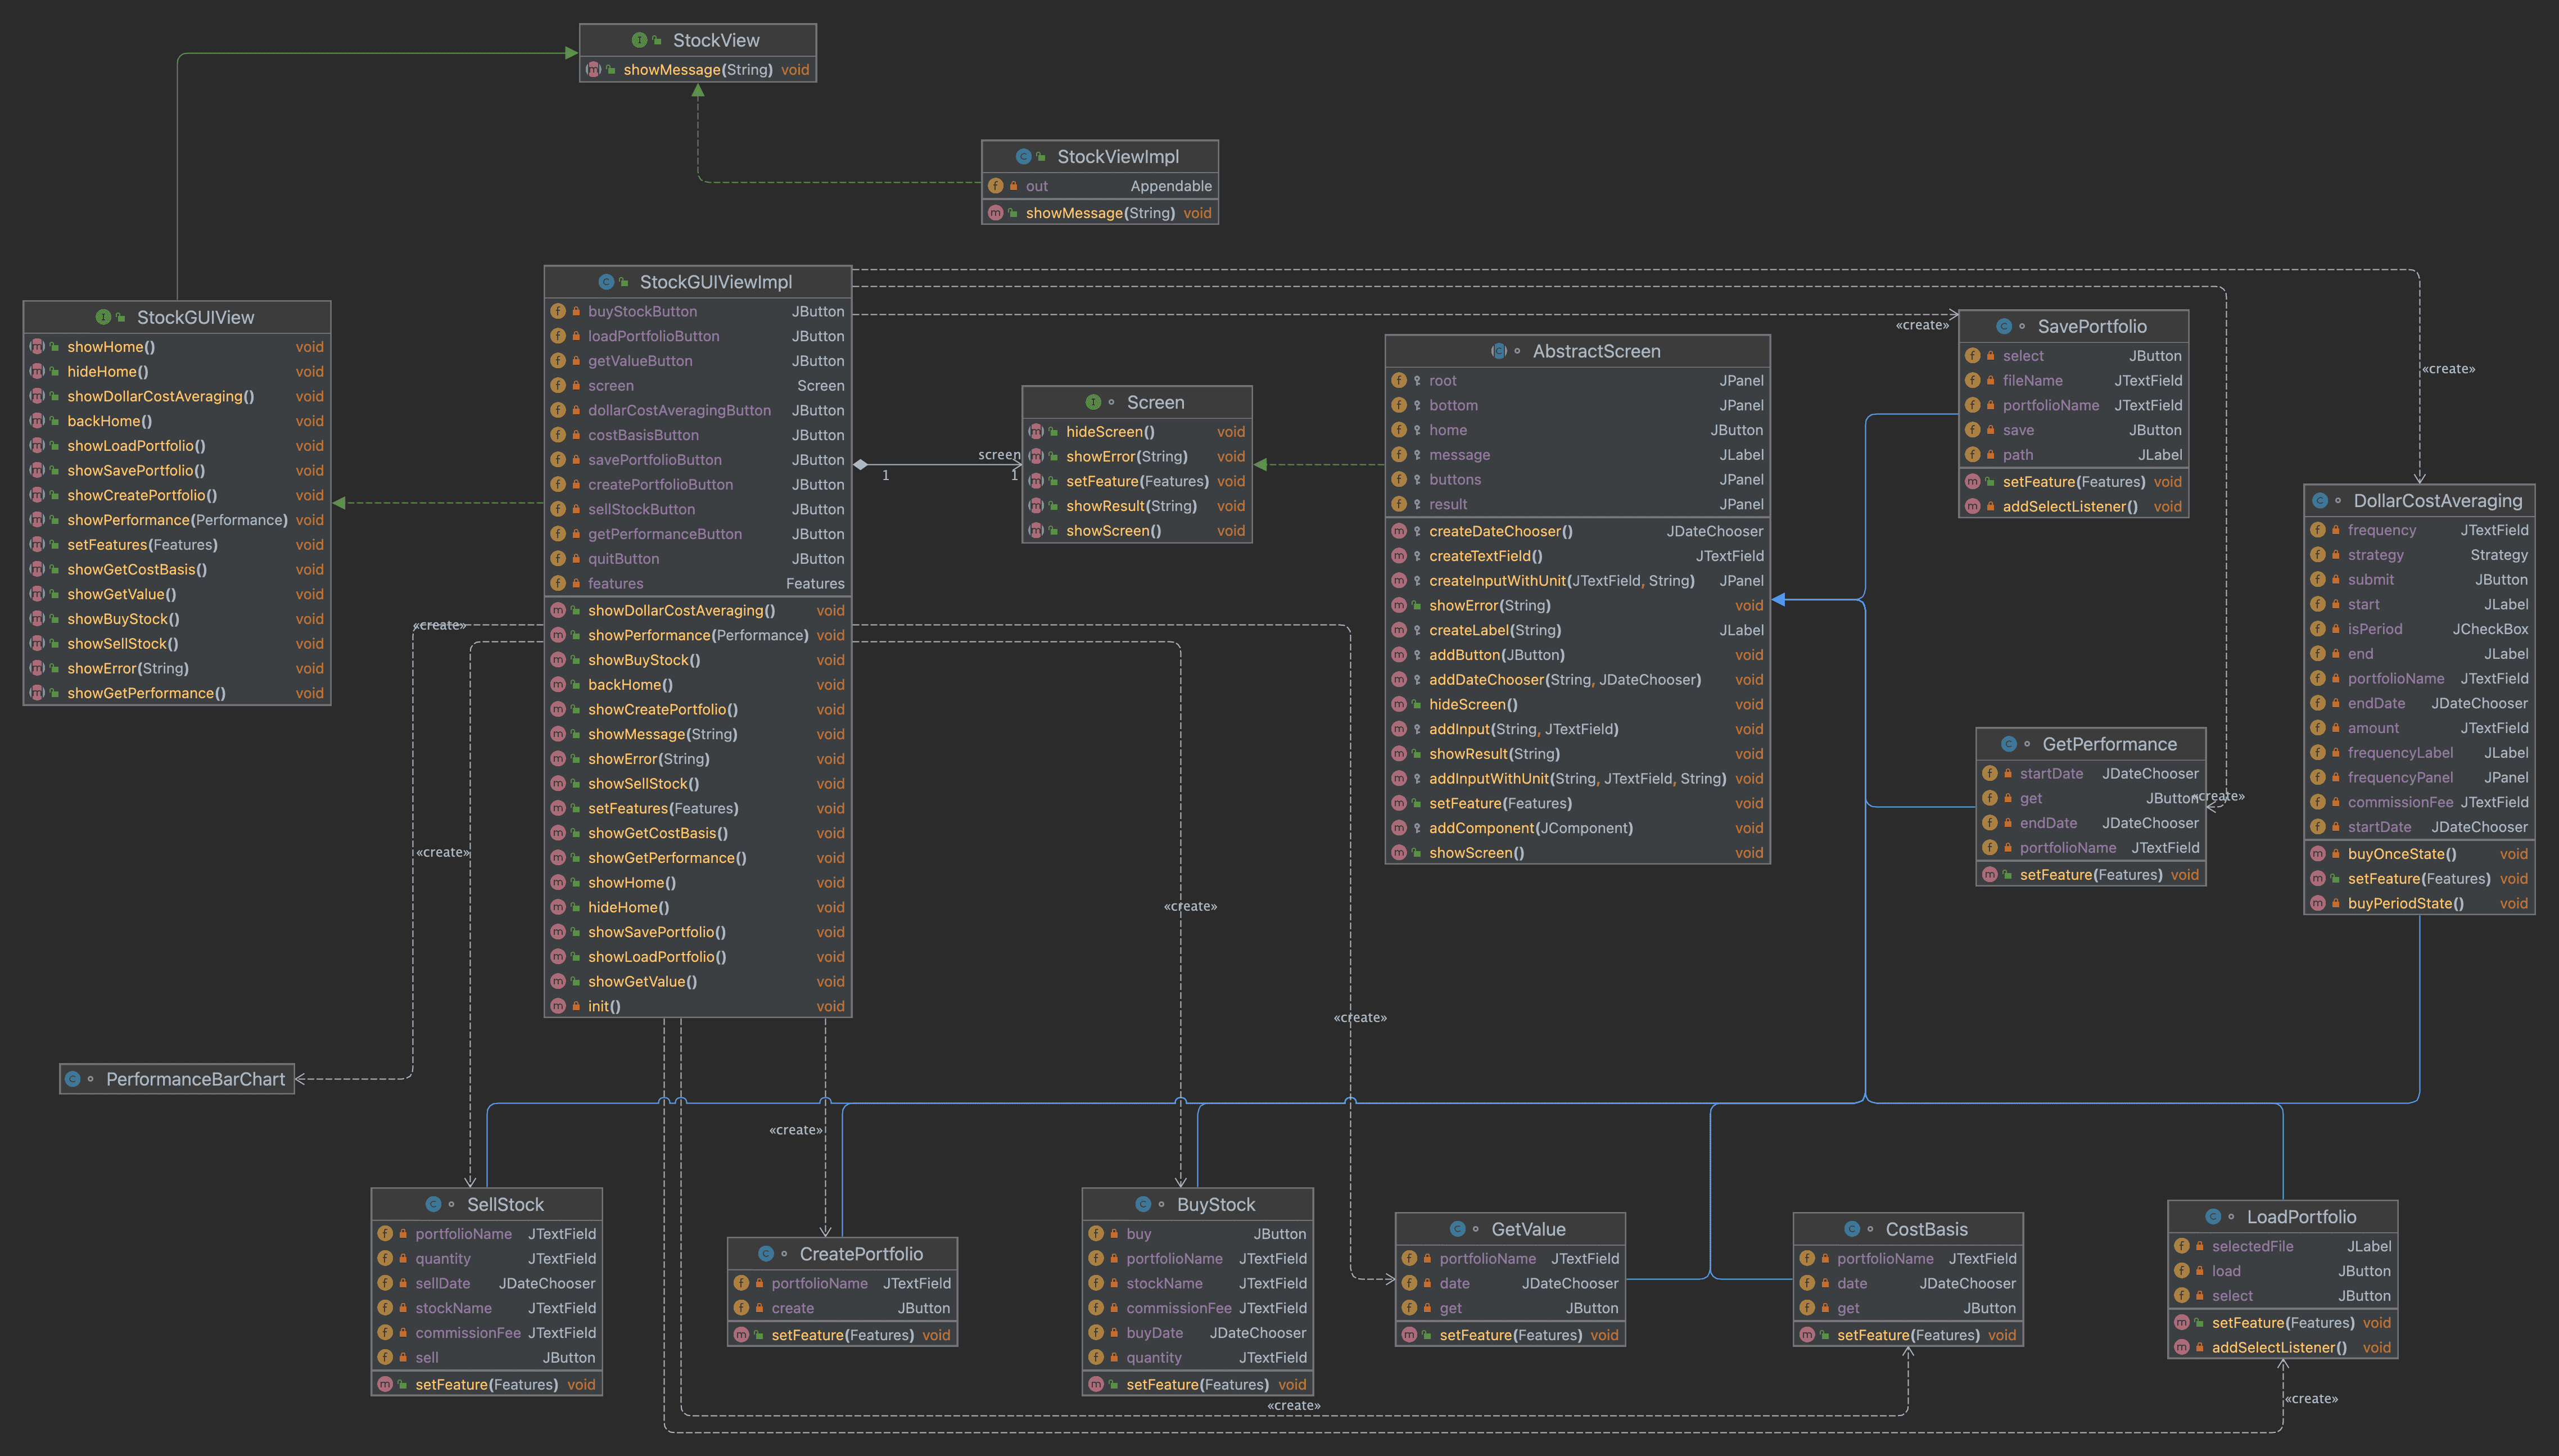 StockView
showMessage(String) void
StockViewImpl
out Appendable
showMessage(String) void
StockGUIView
showHome() void
hideHome() void
showDollarCostAveraging() void
backHome() void
showLoadPortfolio() void
showSavePortfolio() void
showCreatePortfolio() void
showPerformance(Performance) void
setFeatures(Features) void
showGetCostBasis() void
showGetValue() void
showBuyStock() void
showSellStock() void
showError(String) void
showGetPerformance() void
StockGUIViewImpl
buyStockButton JButton
loadPortfolioButton JButton
getValueButton JButton
screen Screen
dollarCostAveragingButton JButton
costBasisButton JButton
savePortfolioButton JButton
createPortfolioButton JButton
sellStockButton JButton
getPerformanceButton JButton
quitButton JButton
features Features
showDollarCostAveraging() void
showPerformance(Performance) void
showBuyStock() void
backHome() void
showCreatePortfolio() void
showMessage(String) void
showError(String) void
showSellStock() void
setFeatures(Features) void
showGetCostBasis() void
showGetPerformance() void
showHome() void
hideHome() void
showSavePortfolio() void
showLoadPortfolio() void
showGetValue() void
init() void
screen
1
1
Screen
hideScreen() void
showError(String) void
setFeature(Features) void
showResult(String) void
showScreen() void
AbstractScreen
root JPanel
bottom JPanel
home JButton
message JLabel
buttons JPanel
result JPanel
createDateChooser() JDateChooser
createTextField() JTextField
createInputWithUnit(JTextField, String) JPanel
showError(String) void
createLabel(String) JLabel
addButton(JButton) void
addDateChooser(String, JDateChooser) void
hideScreen() void
addInput(String, JTextField) void
showResult(String) void
addInputWithUnit(String, JTextField, String) void
setFeature(Features) void
addComponent(JComponent) void
showScreen() void
«create»
SavePortfolio
select JButton
fileName JTextField
portfolioName JTextField
save JButton
path JLabel
setFeature(Features) void
addSelectListener() void
«create»
DollarCostAveraging
frequency JTextField
strategy Strategy
submit JButton
start JLabel
isPeriod JCheckBox
end JLabel
portfolioName JTextField
endDate JDateChooser
amount JTextField
frequencyLabel JLabel
frequencyPanel JPanel
commissionFee JTextField
startDate JDateChooser
buyOnceState() void
setFeature(Features) void
buyPeriodState() void
GetPerformance
startDate JDateChooser
get JButton
endDate JDateChooser
portfolioName JTextField
setFeature(Features) void
«create»
«create»
«create»
«create»
«create»
PerformanceBarChart
«create»
SellStock
portfolioName JTextField
quantity JTextField
sellDate JDateChooser
stockName JTextField
commissionFee JTextField
sell JButton
setFeature(Features) void
CreatePortfolio
portfolioName JTextField
create JButton
setFeature(Features) void
BuyStock
buy JButton
portfolioName JTextField
stockName JTextField
commissionFee JTextField
buyDate JDateChooser
quantity JTextField
setFeature(Features) void
GetValue
portfolioName JTextField
date JDateChooser
get JButton
setFeature(Features) void
CostBasis
portfolioName JTextField
date JDateChooser
get JButton
setFeature(Features) void
LoadPortfolio
selectedFile JLabel
load JButton
select JButton
setFeature(Features) void
addSelectListener() void
«create»
«create»